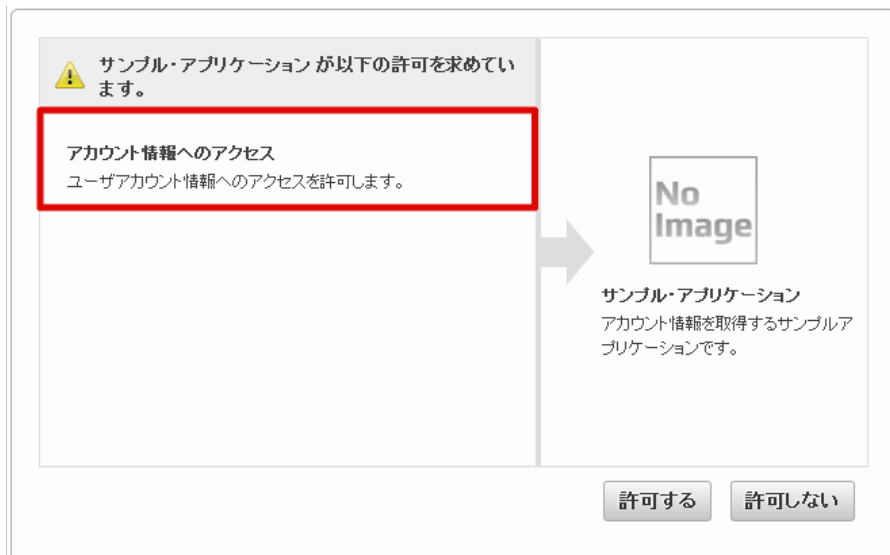 サンプル・アプリケーション が以下の許可を求めてい
ます。
アカウント情報へのアクセス
ユーザアカウント情報へのアクセスを許可します。
No
Image
サンプル・アプリケーション
アカウント情報を取得するサンプルア
プリケーションです。
許可する
許可しない